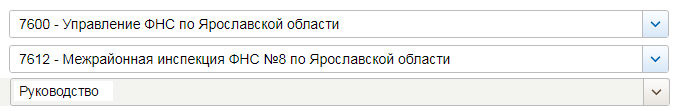 7600 - Управление ФНС по Ярославской области
7612 - Межрайонная инспекция ФНС №8 по Ярославской области
Руководство